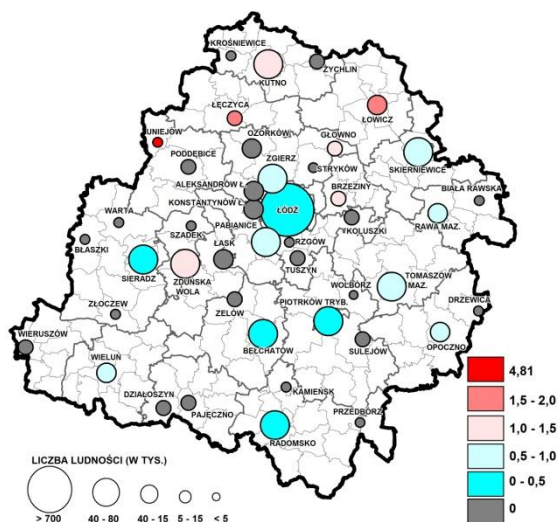 KROŚNIEWICE
KUTNO
ŻYCHLIN
ŁĘCZYCA
ŁOWICZ
UNIEJÓW
OZORKÓW
GŁOWNO
PODDĘBICE
ZGIERZ
STRYKÓW
SKIERNIEWICE
ALEKSANDRÓW Ł.
BRZEZINY
BIAŁA RAWSKA
KONSTANTYNÓW Ł.
ŁÓDŹ
WARTA
PABIANICE
KOLUSZKI
RAWA MAZ.
SZADEK
BŁASZKI
ŁASK
RZGÓW
SIERADZ
ZDUŃSKA
WOLA
TUSZYN
TOMASZÓW
MAZ.
WOLBÓRZ
ZŁOCZEW
ZELÓW
PIOTRKÓW TRYB.
DRZEWICA
WIERUSZÓW
BEŁCHATÓW
SULEJÓW
OPOCZNO
WIELUŃ
DZIAŁOSZYN
PAJĘCZNO
KAMIEŃSK
PRZEDBÓRZ
RADOMSKO
4,81
1,5 - 2,0
1,0 - 1,5
0,5 - 1,0
0 - 0,5
0
LICZBA LUDNOŚCI (W TYS.)
> 700 40 - 80 40 - 15 5 - 15 < 5